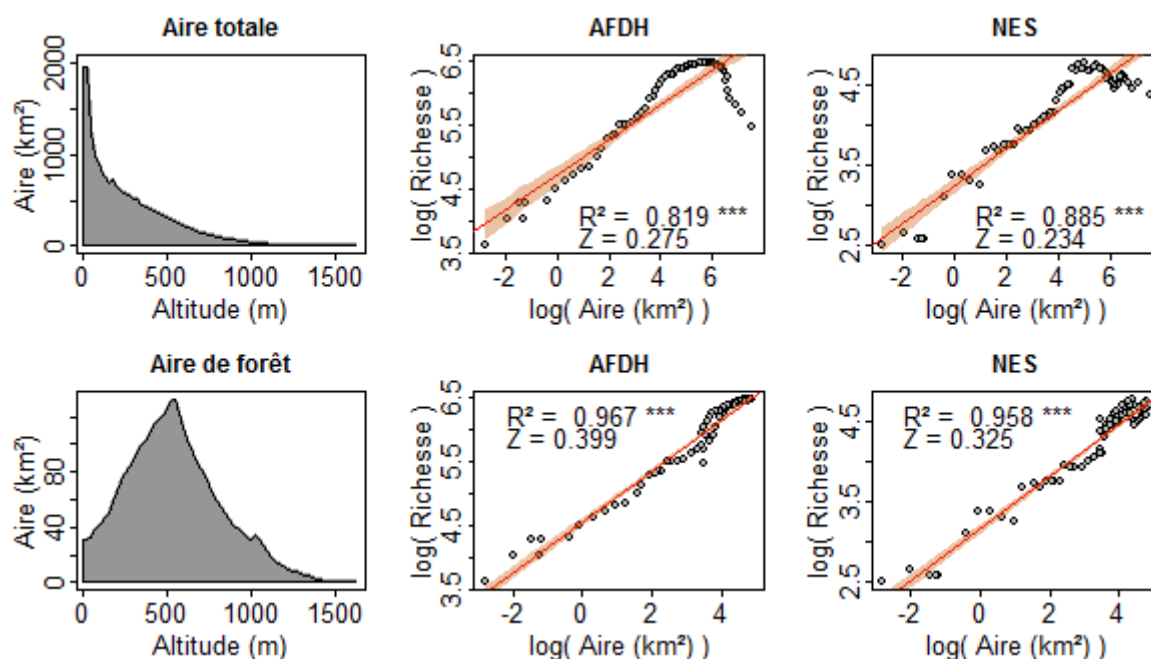 Aire totale
Aire (km²)
2000
1000
0
0 500 1000 1500
Altitude (m)
AFDH
log( Richesse )
6.5
5.5
4.5
3.5
R² = 0.819 ***
Z = 0.275
-2 0 2 4 6
log( Aire (km²) )
NES
log( Richesse )
4.5
3.5
2.5
R² = 0.885 ***
Z = 0.234
-2 0 2 4 6
log( Aire (km²) )
Aire de forêt
Aire (km²)
80
40
0
0 500 1000 1500
Altitude (m)
AFDH
log( Richesse )
6.5
5.5
4.5
3.5
R² = 0.967 ***
Z = 0.399
-2 0 2 4
log( Aire (km²) )
NES
log( Richesse )
4.5
3.5
2.5
R² = 0.958 ***
Z = 0.325
-2 0 2 4
log( Aire (km²) )